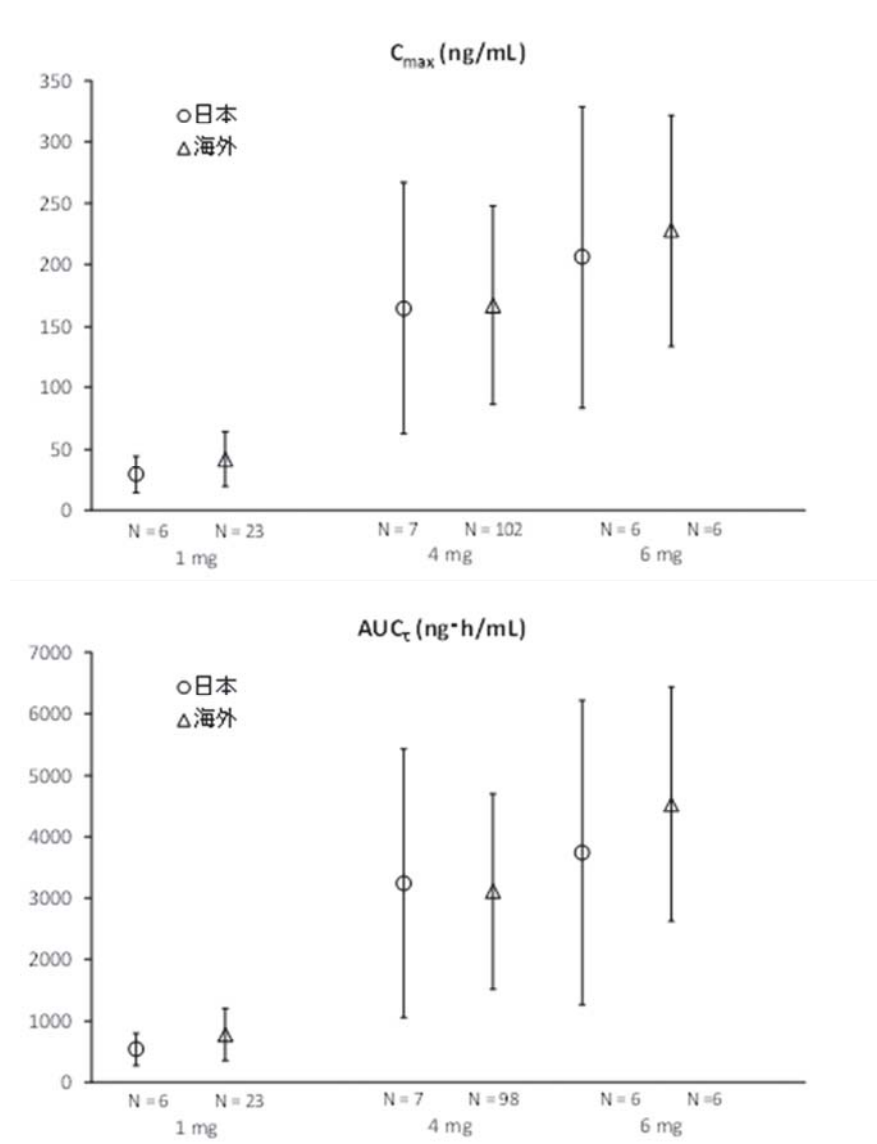 Cmax (ng/mL)
350
○日本
300
△海外
250
200
150
100
50
0
N = 6 N = 23 N = 7 N = 102 N = 6 N =6
1 mg 4 mg 6 mg
AUCτ (ng･h/mL)
7000
○日本
6000
△海外
5000
4000
3000
2000
1000
0
N = 6 N = 23 N = 7 N =98 N = 6 N =6
1 mg 4 mg 6 mg